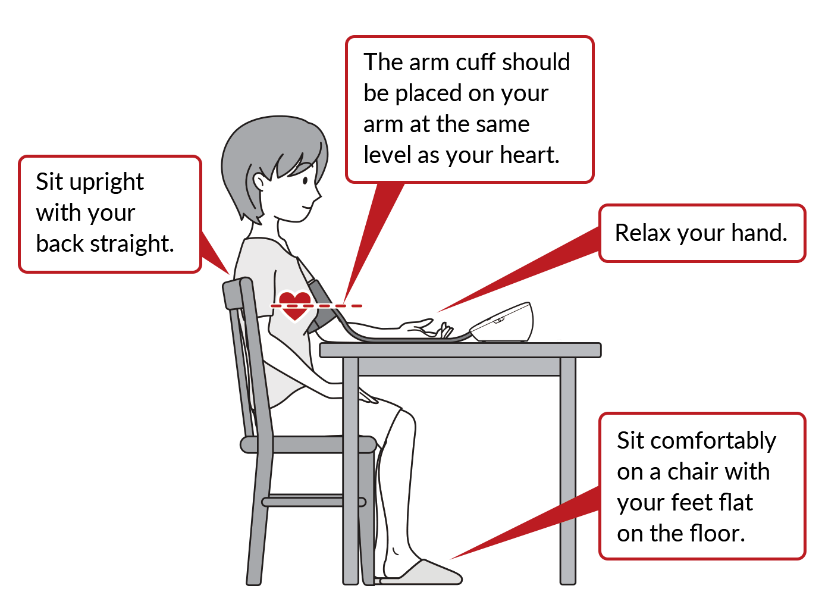 The arm cuff should
be placed on your
arm at the same
level as your heart.
Sit upright
with your
back straight.
Relax your hand.
Sit comfortably
on a chair with
your feet flat
on the floor.